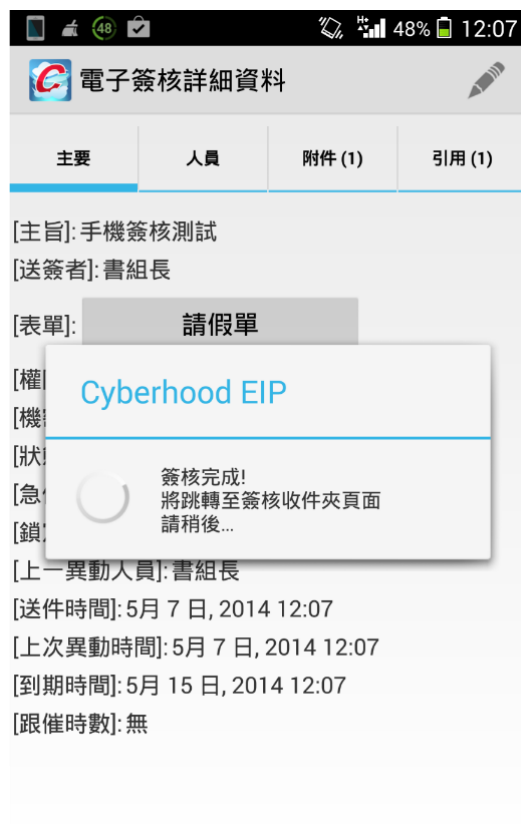 48
48% 12:07
電子簽核詳細資料
主要 人員 附件 (1) 引用 (1)
[主旨]: 手機簽核測試
[送簽者]: 書組長
[表單]: 請假單
Cyberhood EIP
簽核完成!
將跳轉至簽核收件夾頁面
請稍後...
[上一異動人員]: 書組長
[送件時間]: 5月 7 日, 2014 12:07
[上次異動時間]: 5月 7 日, 2014 12:07
[到期時間]: 5月 15 日, 2014 12:07
[跟催時數]: 無